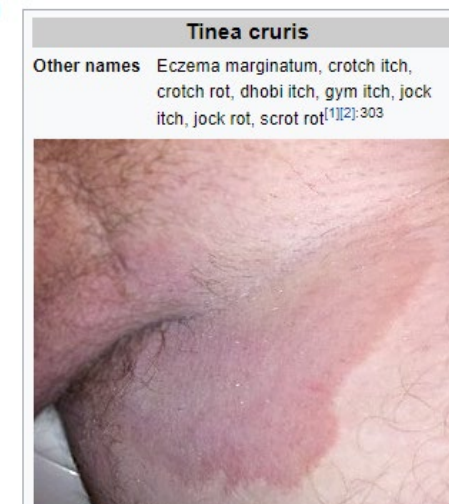 Tinea cruris
Other names Eczema marginatum, crotch itch,
crotch rot, dhobi itch, gym itch, jock
itch, jock rot, scrot rot[1][2]:303